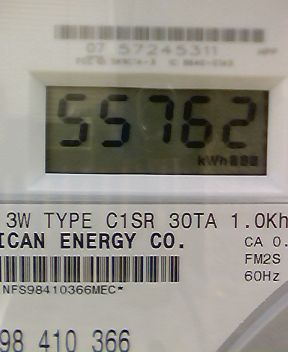 07 57245311
55762
kWh
3W TYPE C1SR 30TA 1.0Kh
ICAN ENERGY CO.
CA 0.
FM2S
60Hz
NFS98410366MEC*
98 410 366